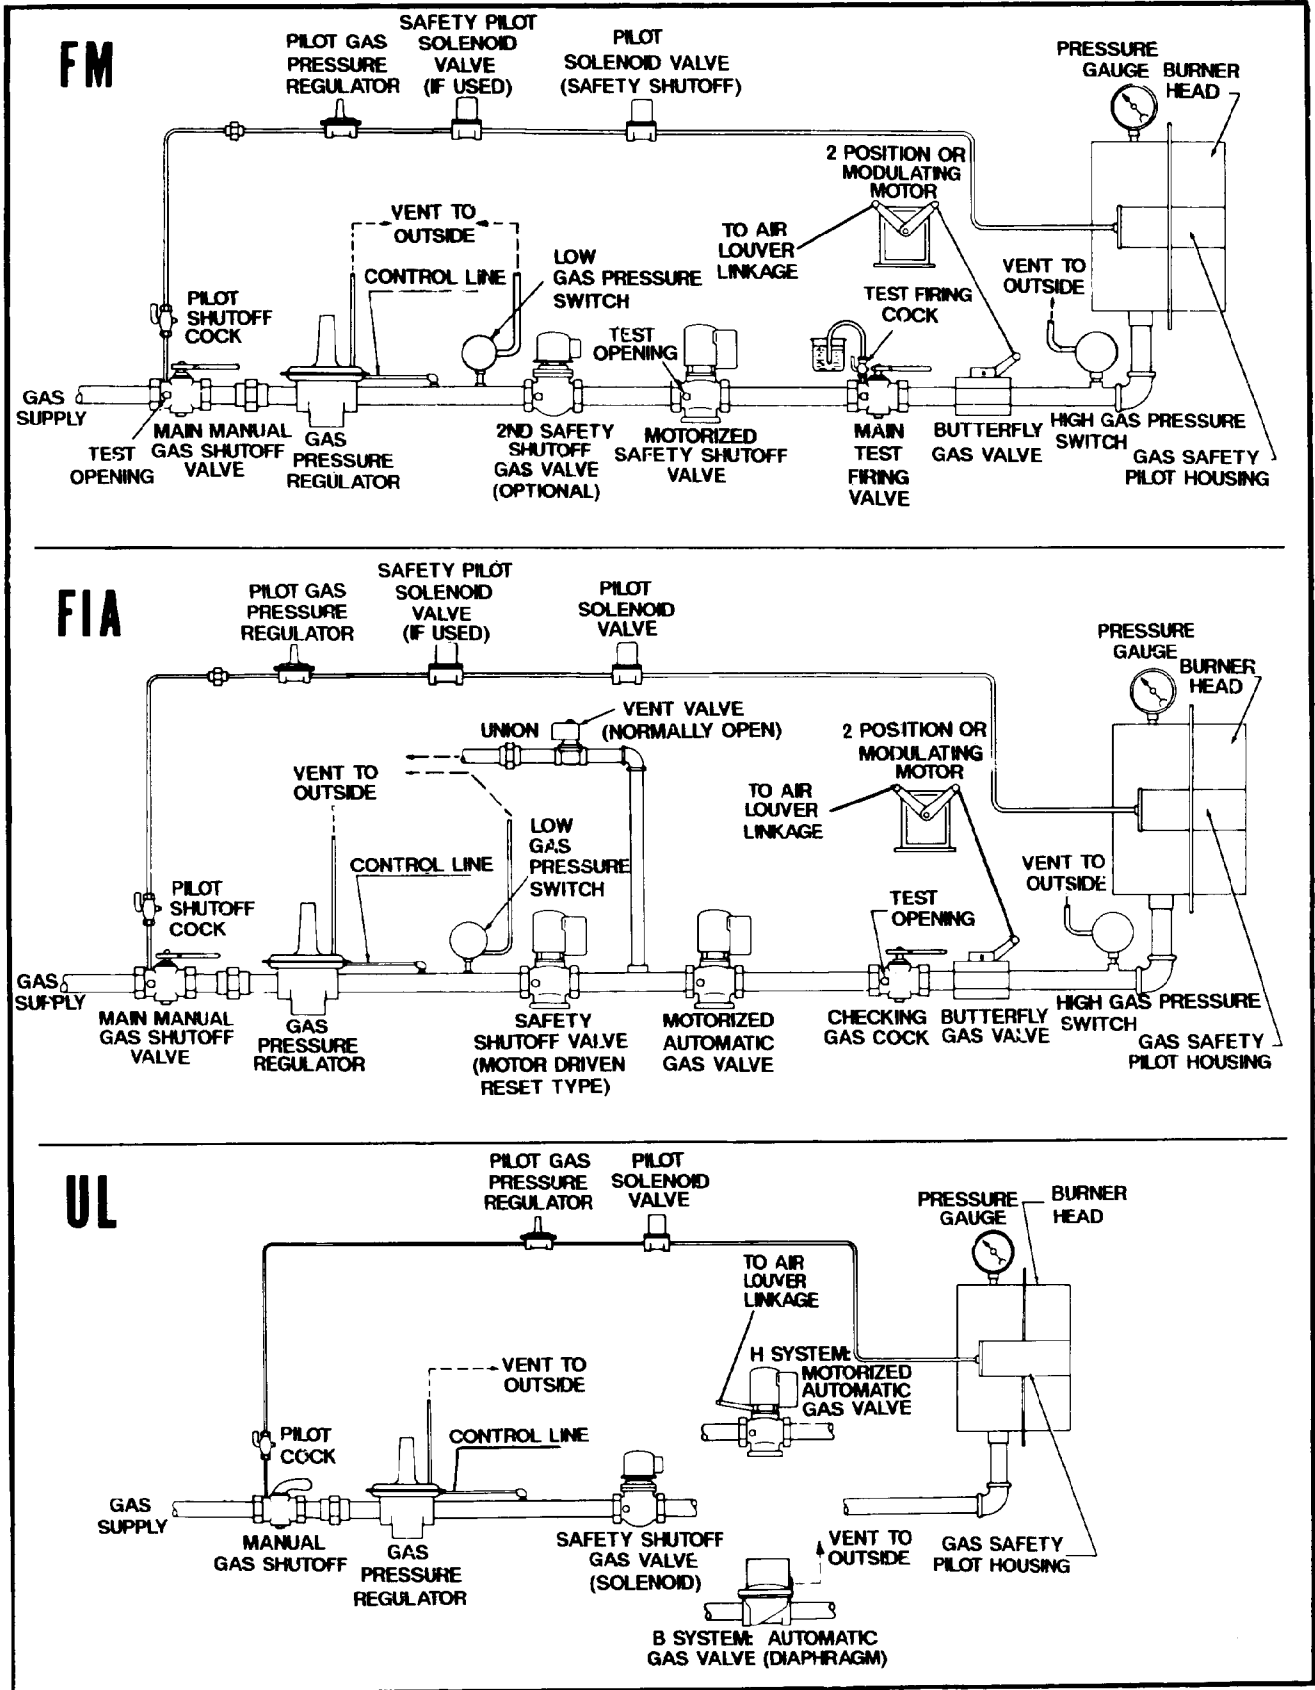 FM
PILOT GAS
PRESSURE
REGULATOR
SAFETY PILOT
SOLENOID
VALVE
(IF USED)
PILOT
SOLENOID VALVE
(SAFETY SHUTOFF)
PRESSURE
GAUGE
BURNER
HEAD
2 POSITION OR
MODULATING
MOTOR
VENT TO
OUTSIDE
TO AIR
LOUVER
LINKAGE
LOW
GAS PRESSURE
SWITCH
CONTROL LINE
VENT TO
OUTSIDE
TEST FIRING
COCK
PILOT
SHUTOFF
COCK
TEST
OPENING
GAS
SUPPLY
TEST
OPENING
MAIN MANUAL
GAS SHUTOFF
VALVE
GAS
PRESSURE
REGULATOR
2ND SAFETY
SHUTOFF
GAS VALVE
(OPTIONAL)
MOTORIZED
SAFETY SHUTOFF
VALVE
MAIN
TEST
FIRING
VALVE
BUTTERFLY
GAS VALVE
HIGH GAS PRESSURE
SWITCH
GAS SAFETY
PILOT HOUSING
FIA
PILOT GAS
PRESSURE
REGULATOR
SAFETY PILOT
SOLENOID
VALVE
(IF USED)
PILOT
SOLENOID
VALVE
PRESSURE
GAUGE
BURNER
HEAD
UNION
VENT VALVE
(NORMALLY OPEN)
2 POSITION OR
MODULATING
MOTOR
VENT TO
OUTSIDE
TO AIR
LOUVER
LINKAGE
LOW
GAS
PRESSURE
SWITCH
CONTROL LINE
VENT TO
OUTSIDE
PILOT
SHUTOFF
COCK
TEST
OPENING
GAS
SUPPLY
MAIN MANUAL
GAS SHUTOFF
VALVE
GAS
PRESSURE
REGULATOR
SAFETY
SHUTOFF VALVE
(MOTOR DRIVEN
RESET TYPE)
MOTORIZED
AUTOMATIC
GAS VALVE
CHECKING
GAS COCK
BUTTERFLY
GAS VALVE
HIGH GAS PRESSURE
SWITCH
GAS SAFETY
PILOT HOUSING
UL
PILOT GAS
PRESSURE
REGULATOR
PILOT
SOLENOID
VALVE
PRESSURE
GAUGE
BURNER
HEAD
TO AIR
LOUVER
LINKAGE
VENT TO
OUTSIDE
H SYSTEM:
MOTORIZED
AUTOMATIC
GAS VALVE
PILOT
COCK
CONTROL LINE
GAS
SUPPLY
MANUAL
GAS SHUTOFF
GAS
PRESSURE
REGULATOR
SAFETY SHUTOFF
GAS VALVE
(SOLENOID)
VENT TO
OUTSIDE
GAS SAFETY
PILOT HOUSING
B SYSTEM: AUTOMATIC
GAS VALVE (DIAPHRAGM)